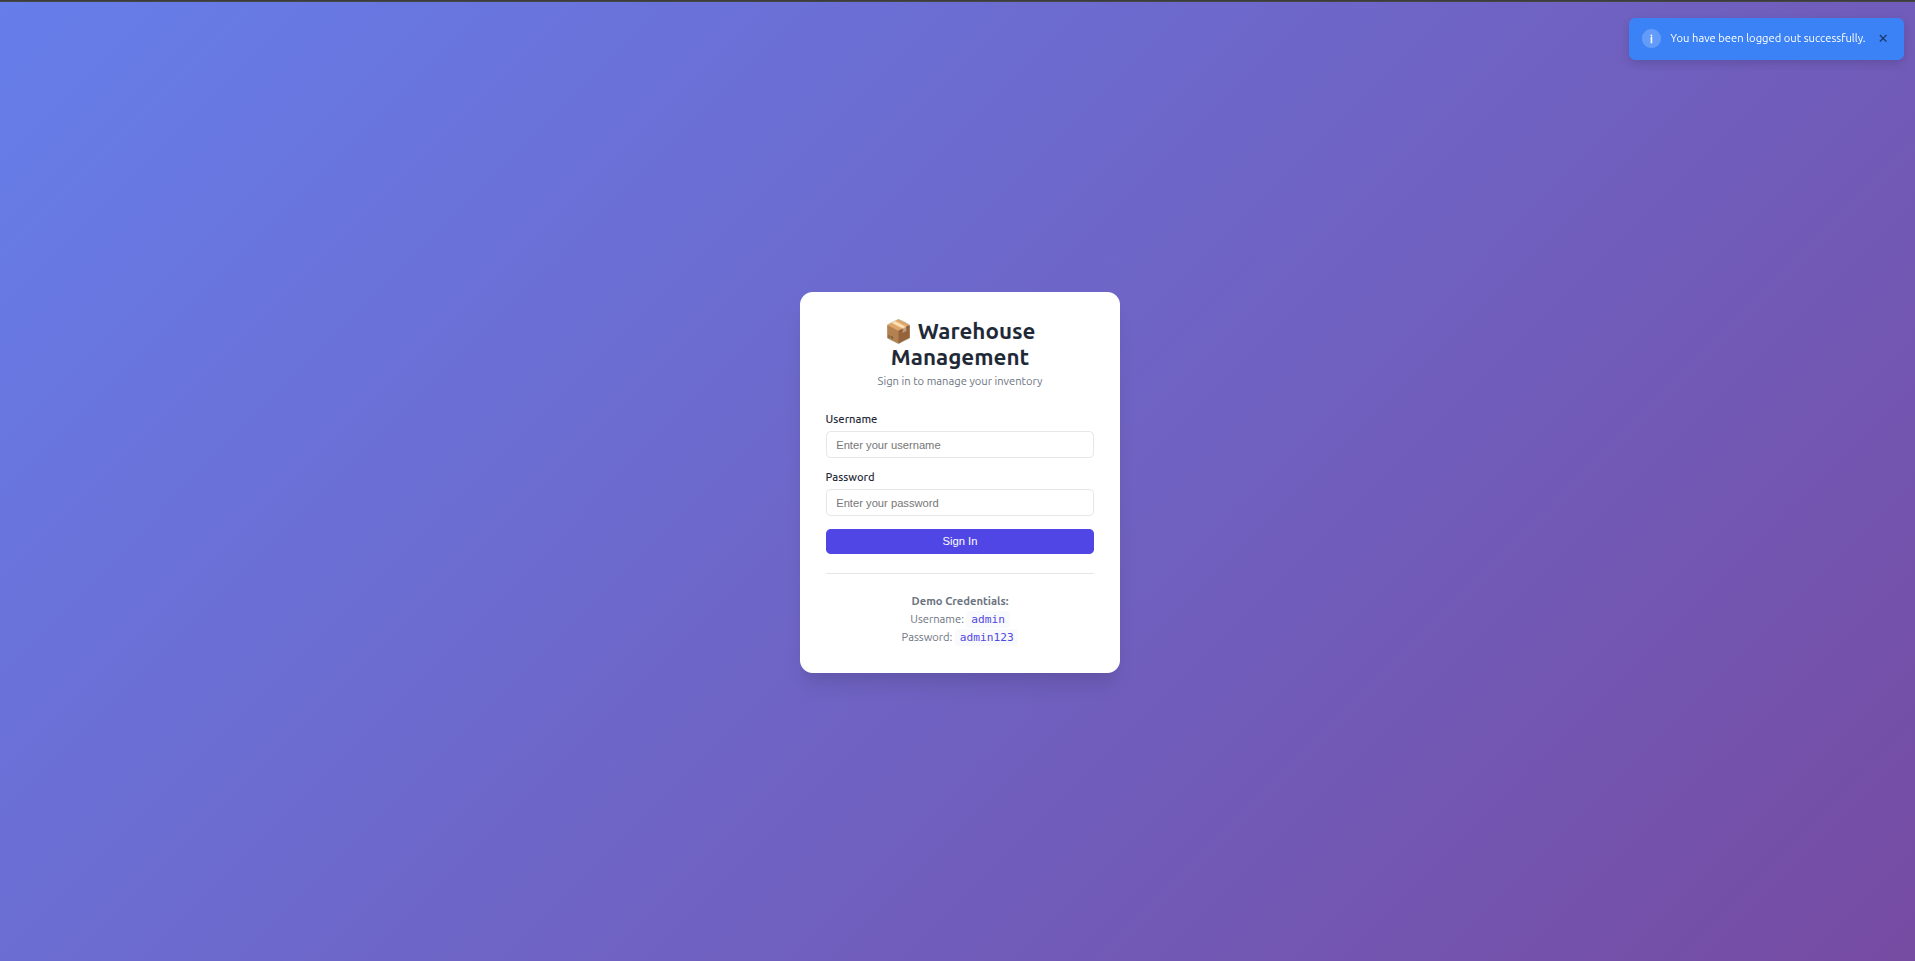 You have been logged out successfully. ✕
📦 Warehouse
Management
Sign in to manage your inventory
Username
Enter your username
Password
Enter your password
Sign In
Demo Credentials:
Username: admin
Password: admin123